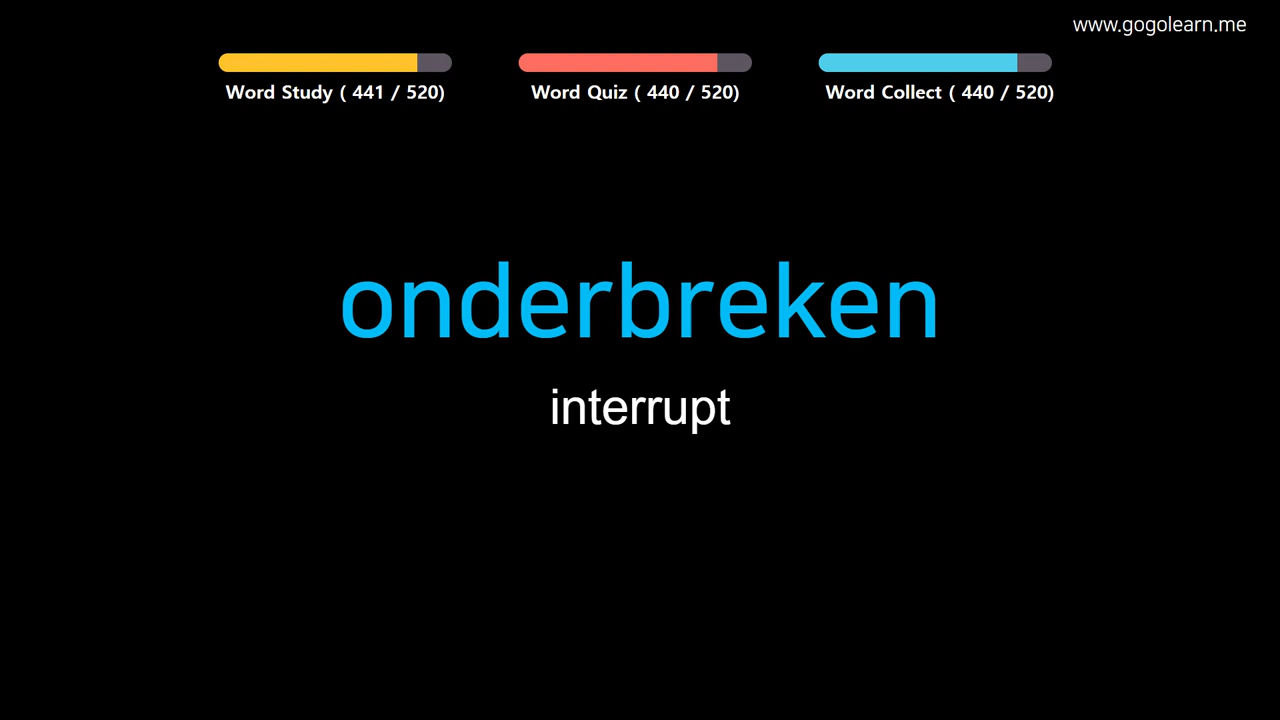 www.gogolearn.me
Word Study ( 441 / 520)
Word Quiz ( 440 / 520)
Word Collect ( 440 / 520)
onderbreken
interrupt